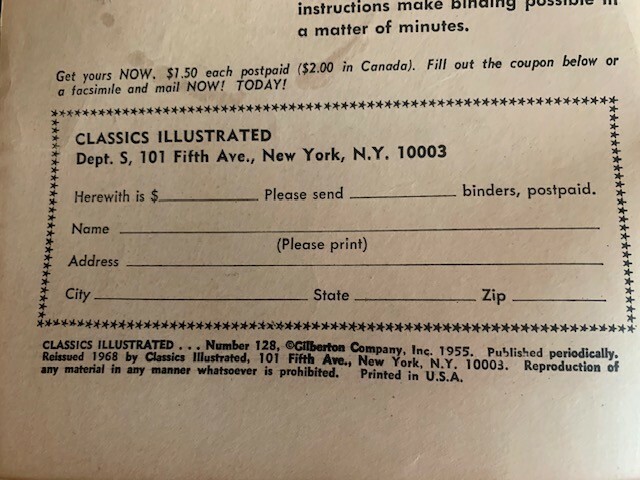 instructions make binding possible in
a matter of minutes.
Get yours NOW. $1.50 each postpaid ($2.00 in Canada). Fill out the coupon below or
a facsimile and mail NOW! TODAY!
CLASSICS ILLUSTRATED
Dept. S, 101 Fifth Ave., New York, N.Y. 10003
Herewith is $ Please send binders, postpaid.
Name
(Please print)
Address
City State Zip
CLASSICS ILLUSTRATED . . . Number 128, ©Gilberton Company, Inc. 1955. Published periodically.
Reissued 1968 by Classics Illustrated, 101 Fifth Ave., New York, N.Y. 10003. Reproduction of
any material in any manner whatsoever is prohibited. Printed in U.S.A.